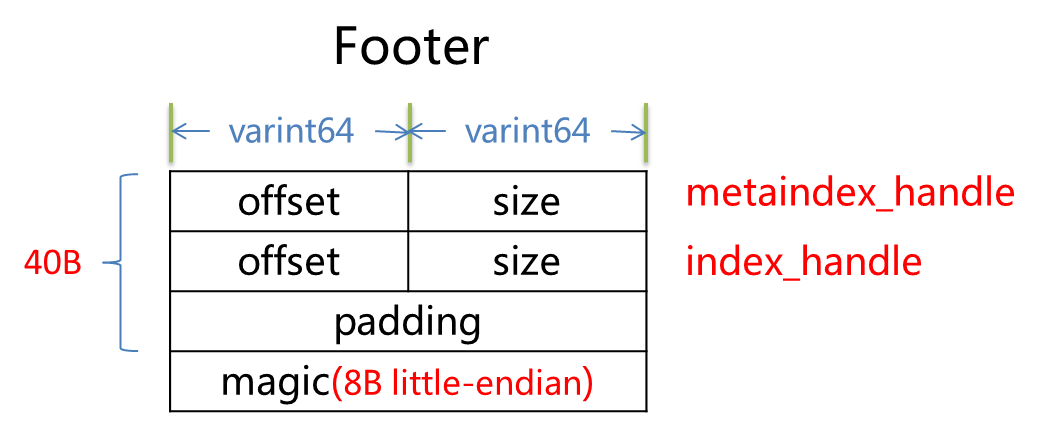 Footer
varint64 varint64
offset size metaindex_handle
40B offset size index_handle
padding
magic(8B little-endian)